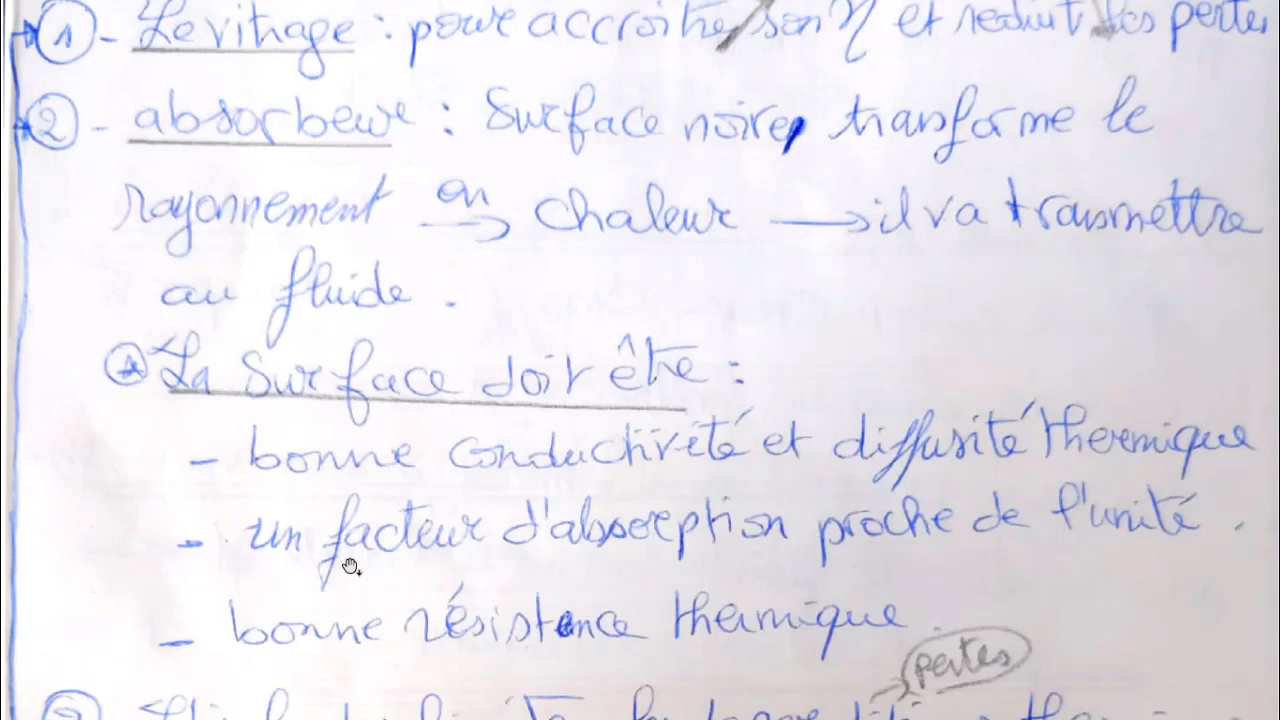 1 - Le vitrage : pour accroître son η et reduit les pertes
2 - absorbeur : Surface noire, transforme le
rayonnement en → chaleur → il va transmettre
au fluide .
La Surface doit être :
- bonne conductivité et diffusité thermique
- un facteur d'absorption proche de l'unité .
- bonne résistance thermique .
pertes